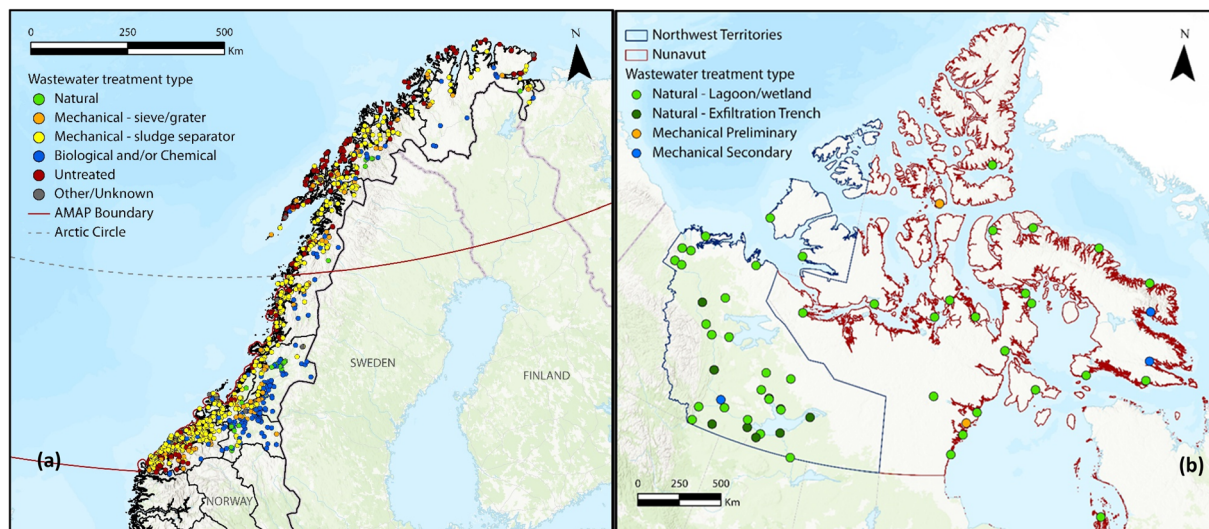 0 250 500
Km
N
Wastewater treatment type
Natural
Mechanical - sieve/grater
Mechanical - sludge separator
Biological and/or Chemical
Untreated
Other/Unknown
AMAP Boundary
Arctic Circle
SWEDEN
FINLAND
NORWAY
(a)
Northwest Territories
Nunavut
Wastewater treatment type
Natural - Lagoon/wetland
Natural - Exfiltration Trench
Mechanical Preliminary
Mechanical Secondary
N
0 250 500
Km
(b)